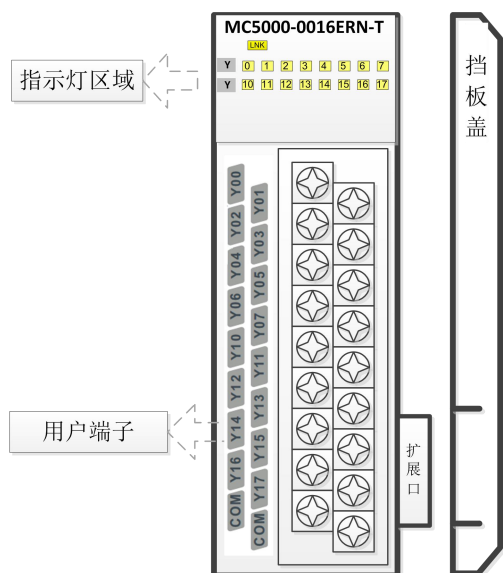 MC5000-0016ERN-T
LNK
Y 0 1 2 3 4 5 6 7
Y 10 11 12 13 14 15 16 17
指示灯区域
挡板盖
Y00
Y01
Y02
Y03
Y04
Y05
Y06
Y07
Y10
Y11
Y12
Y13
Y14
Y15
Y16
Y17
COM
COM
用户端子
扩展口